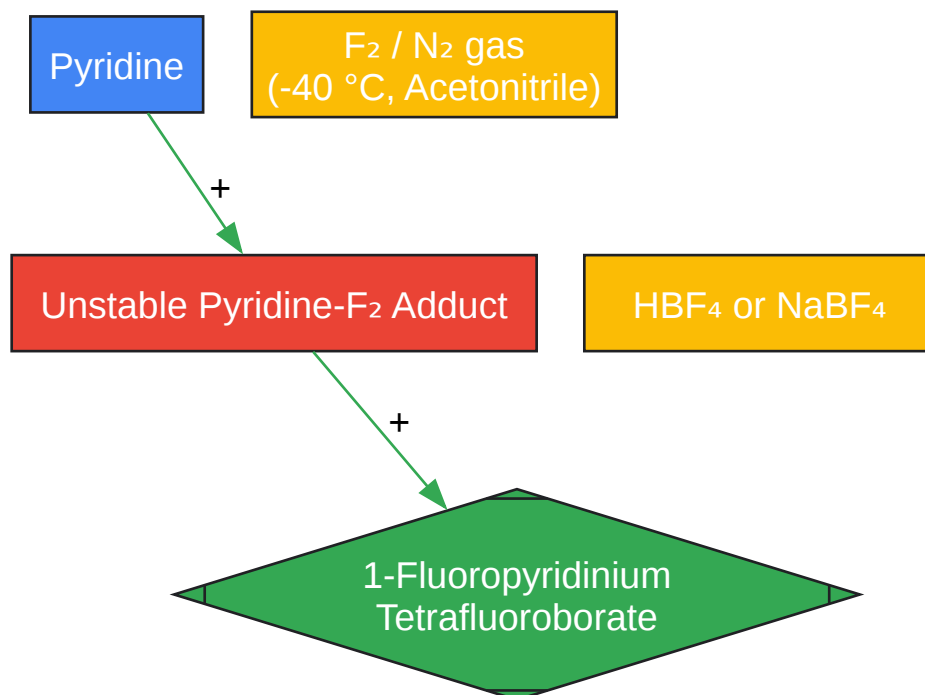 Pyridine
F₂ / N₂ gas
(-40 °C, Acetonitrile)
+
Unstable Pyridine-F₂ Adduct
HBF₄ or NaBF₄
+
1-Fluoropyridinium
Tetrafluoroborate